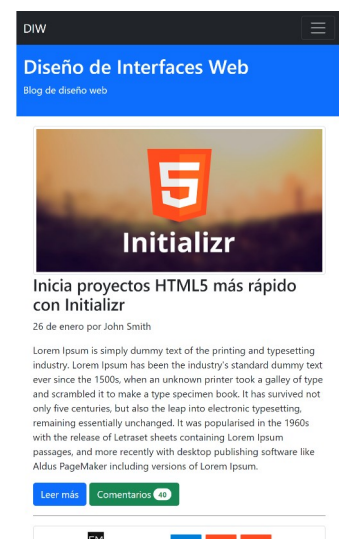 DIW
Diseño de Interfaces Web
Blog de diseño web
5
Initializr
Inicia proyectos HTML5 más rápido
con Initializr
26 de enero por John Smith
Lorem Ipsum is simply dummy text of the printing and typesetting
industry. Lorem Ipsum has been the industry's standard dummy text
ever since the 1500s, when an unknown printer took a galley of type
and scrambled it to make a type specimen book. It has survived not
only five centuries, but also the leap into electronic typesetting,
remaining essentially unchanged. It was popularised in the 1960s
with the release of Letraset sheets containing Lorem Ipsum
passages, and more recently with desktop publishing software like
Aldus PageMaker including versions of Lorem Ipsum.
Leer más Comentarios 40